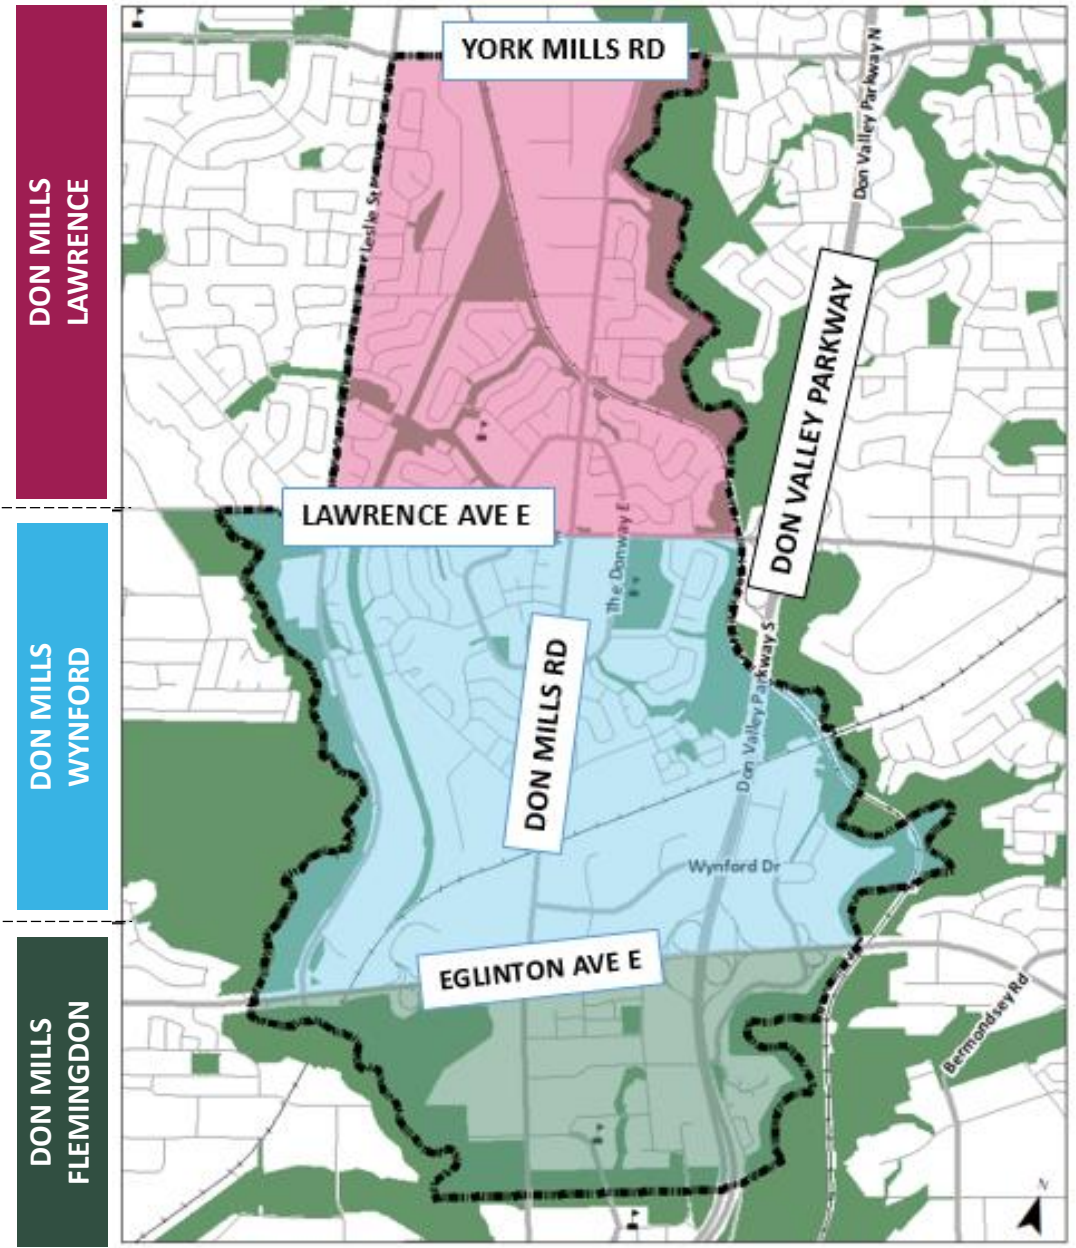 DON MILLS
LAWRENCE
DON MILLS
WYNFORD
DON MILLS
FLEMINGDON
YORK MILLS RD
Don Valley Parkway N
Leslie St
DON VALLEY PARKWAY
LAWRENCE AVE E
The Donway E
DON MILLS RD
Don Valley Parkway S
Wynford Dr
EGLINTON AVE E
Bermondsey Rd
N